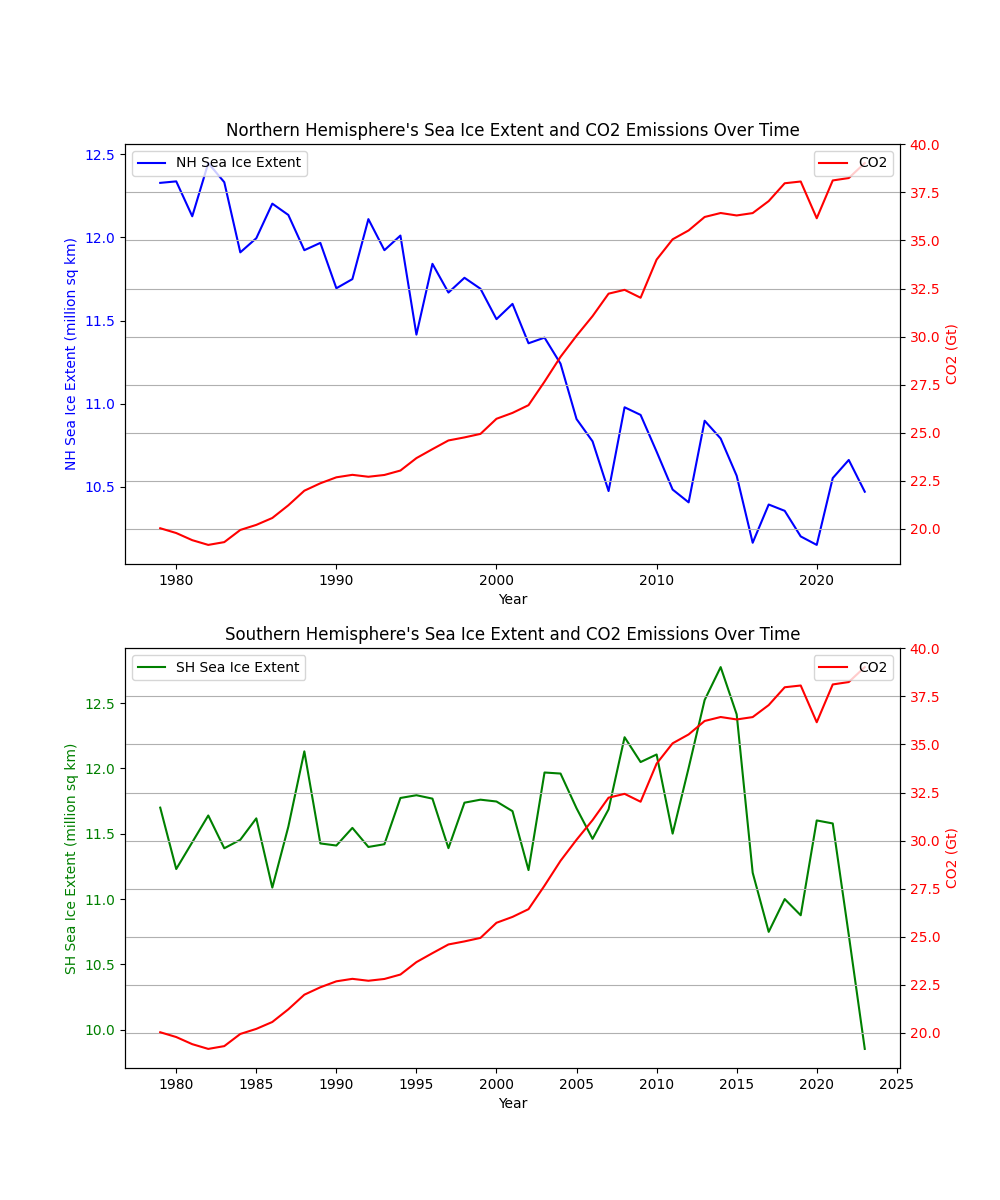 Northern Hemisphere's Sea Ice Extent and CO2 Emissions Over Time
NH Sea Ice Extent
CO2
NH Sea Ice Extent (million sq km)
12.5
12.0
11.5
11.0
10.5
40.0
37.5
35.0
32.5
30.0
27.5
25.0
22.5
20.0
CO2 (Gt)
1980 1990 2000 2010 2020
Year
Southern Hemisphere's Sea Ice Extent and CO2 Emissions Over Time
SH Sea Ice Extent
CO2
SH Sea Ice Extent (million sq km)
12.5
12.0
11.5
11.0
10.5
10.0
40.0
37.5
35.0
32.5
30.0
27.5
25.0
22.5
20.0
CO2 (Gt)
1980 1985 1990 1995 2000 2005 2010 2015 2020 2025
Year